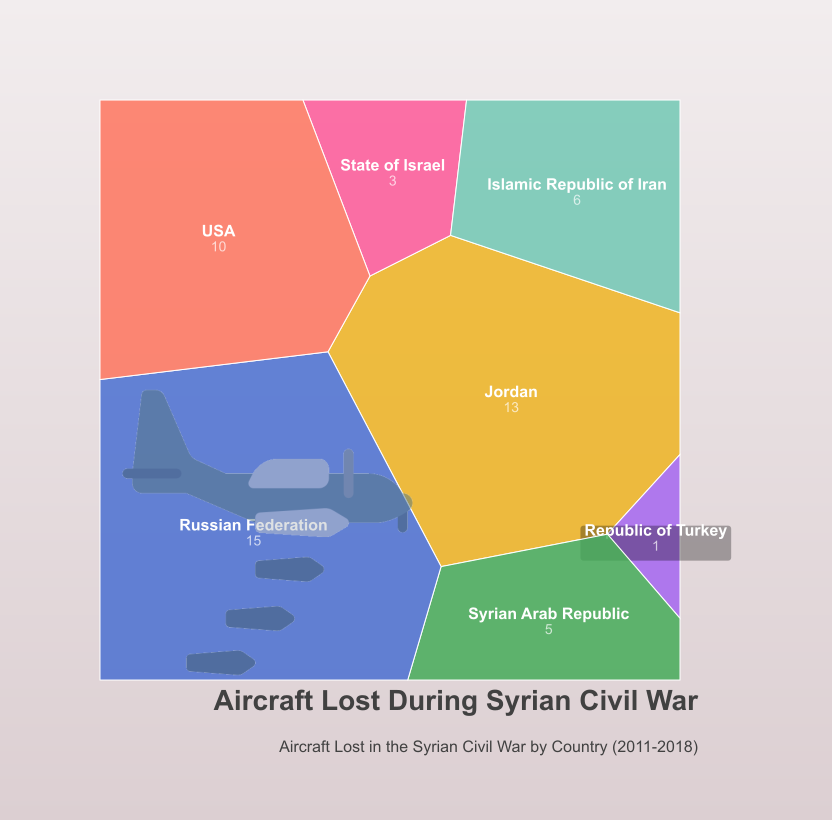 State of Israel
3
Islamic Republic of Iran
6
USA
10
Jordan
13
Russian Federation
15
Republic of Turkey
1
Syrian Arab Republic
5
Aircraft Lost During Syrian Civil War
Aircraft Lost in the Syrian Civil War by Country (2011-2018)